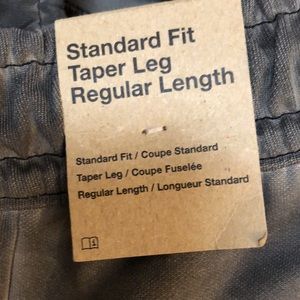 Standard Fit
Taper Leg
Regular Length
Standard Fit / Coupe Standard
Taper Leg / Coupe Fuselée
Regular Length / Longueur Standard